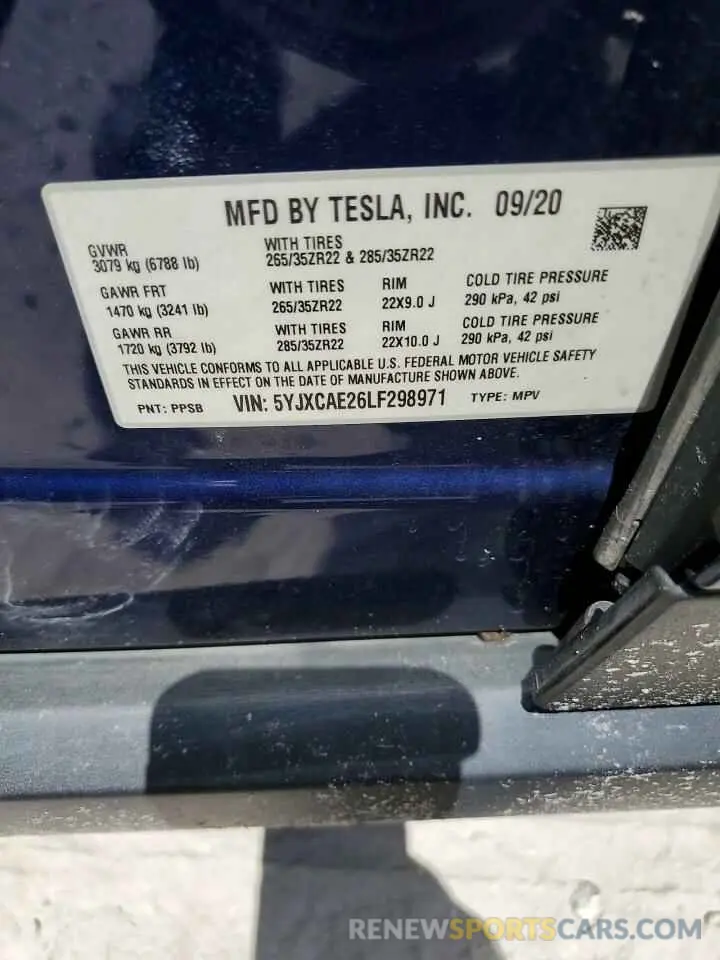 MFD BY TESLA, INC. 09/20
GVWR
3079 kg (6788 lb)
WITH TIRES
265/35ZR22 & 285/35ZR22
GAWR FRT
1470 kg (3241 lb)
WITH TIRES
265/35ZR22
RIM
22X9.0 J
COLD TIRE PRESSURE
290 kPa, 42 psi
GAWR RR
1720 kg (3792 lb)
WITH TIRES
285/35ZR22
RIM
22X10.0 J
COLD TIRE PRESSURE
290 kPa, 42 psi
THIS VEHICLE CONFORMS TO ALL APPLICABLE U.S. FEDERAL MOTOR VEHICLE SAFETY
STANDARDS IN EFFECT ON THE DATE OF MANUFACTURE SHOWN ABOVE.
PNT: PPSB VIN: 5YJXCAE26LF298971 TYPE: MPV
RENEWSPORTSCARS.COM